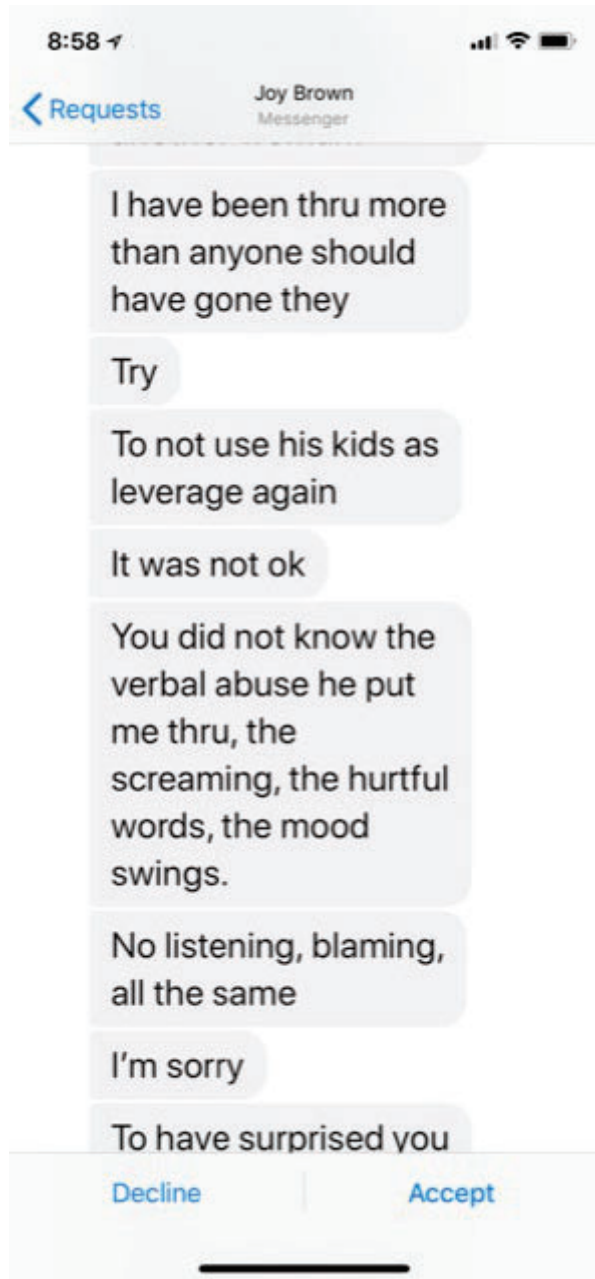 8:58
Requests
Joy Brown
Messenger
I have been thru more
than anyone should
have gone they
Try
To not use his kids as
leverage again
It was not ok
You did not know the
verbal abuse he put
me thru, the
screaming, the hurtful
words, the mood
swings.
No listening, blaming,
all the same
I'm sorry
To have surprised you
Decline
Accept